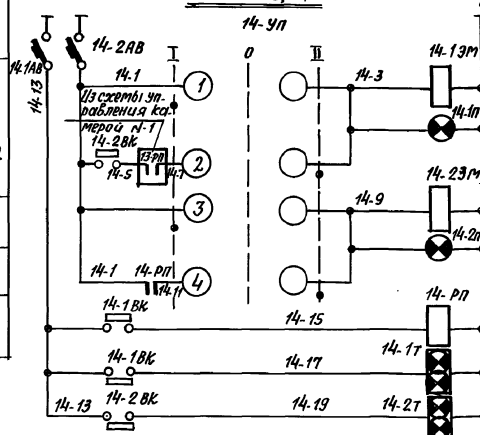 14-УП
14-2АВ
I
0
II
14-1ЭМ
14-1АВ
14-1
1
14-3
14-13
Из схемы уп-
равления ка-
мерой N-1
14-1П
14-2ВК
13-РП
2
14-5
14-7
14-2ЭМ
3
14-9
14-2П
14-1
14-РП
14-11
4
14-РП
14-1ВК
14-15
14-1Т
14-1ВК
14-17
14-13
14-2ВК
14-19
14-2Т